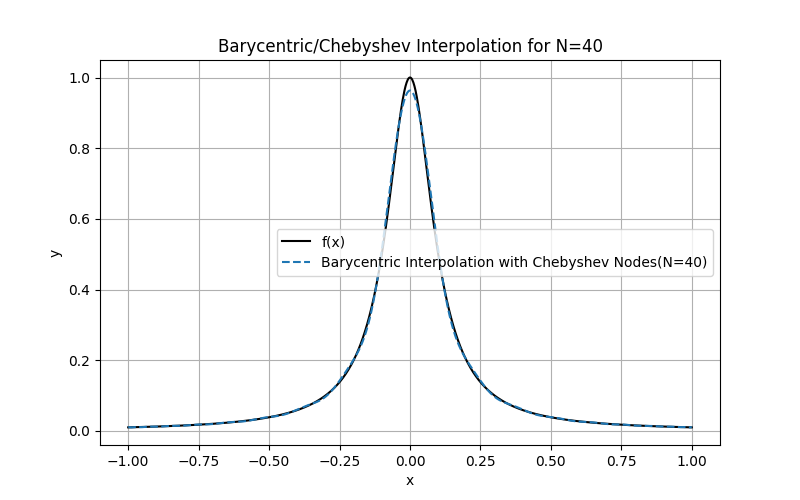 Barycentric/Chebyshev Interpolation for N=40
y
1.0
0.8
0.6
0.4
0.2
0.0
f(x)
Barycentric Interpolation with Chebyshev Nodes(N=40)
−1.00 −0.75 −0.50 −0.25 0.00 0.25 0.50 0.75 1.00
x